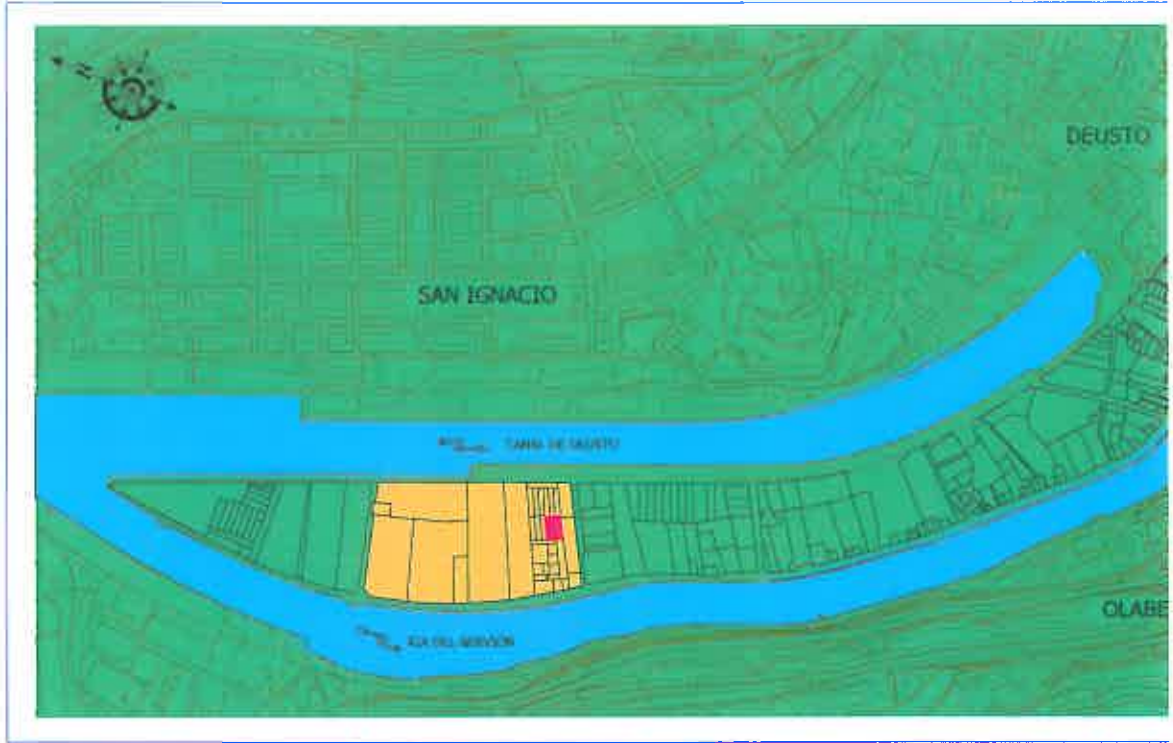 N
DEUSTO
SAN IGNACIO
CANAL DE DEUSTO
OLABE
RIA DEL NERVION